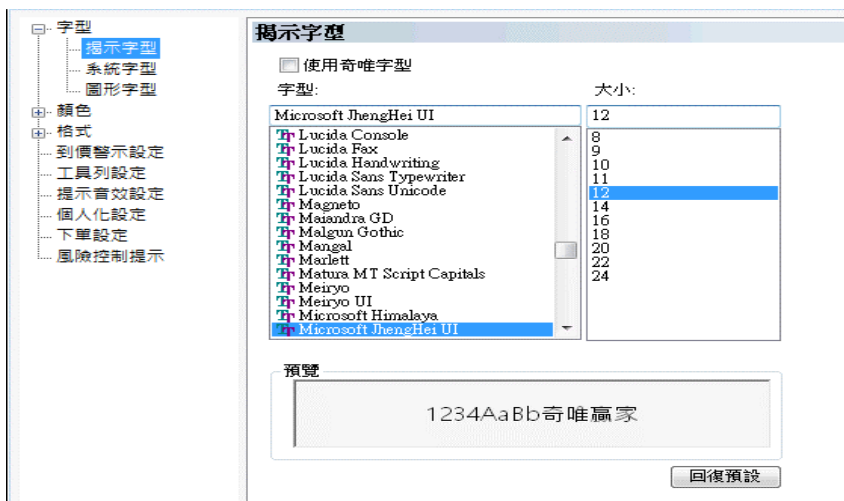 字型
揭示字型
系統字型
圖形字型
顏色
格式
到價警示設定
工具列設定
提示音效設定
個人化設定
下單設定
風險控制提示
揭示字型
使用奇唯字型
字型:
大小:
Microsoft JhengHei UI
12
Lucida Console
Lucida Fax
Lucida Handwriting
Lucida Sans Typewriter
Lucida Sans Unicode
Magneto
Maiandra GD
Malgun Gothic
Mangal
Marlett
Matura MT Script Capitals
Meiryo
Meiryo UI
Microsoft Himalaya
Microsoft JhengHei UI
8
9
10
11
12
14
16
18
20
22
24
預覽
1234AaBb奇唯贏家
回復預設